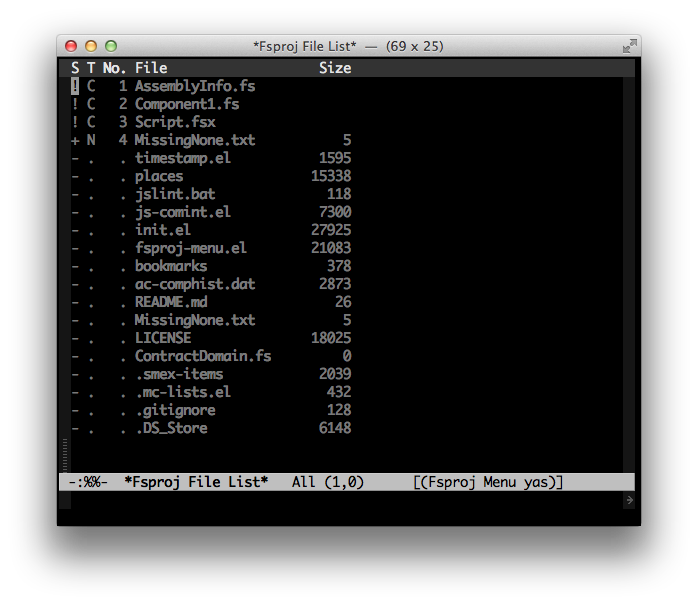 *Fsproj File List* — (69 x 25)
S T No. File Size
! C 1 AssemblyInfo.fs
! C 2 Component1.fs
! C 3 Script.fsx
+ N 4 MissingNone.txt 5
- . . timestamp.el 1595
- . . places 15338
- . . jslint.bat 118
- . . js-comint.el 7300
- . . init.el 27925
- . . fsproj-menu.el 21083
- . . bookmarks 378
- . . ac-comphist.dat 2873
- . . README.md 26
- . . MissingNone.txt 5
- . . LICENSE 18025
- . . ContractDomain.fs 0
- . . .smex-items 2039
- . . .mc-lists.el 432
- . . .gitignore 128
- . . .DS_Store 6148
-:%%- *Fsproj File List* All (1,0) [(Fsproj Menu yas)]